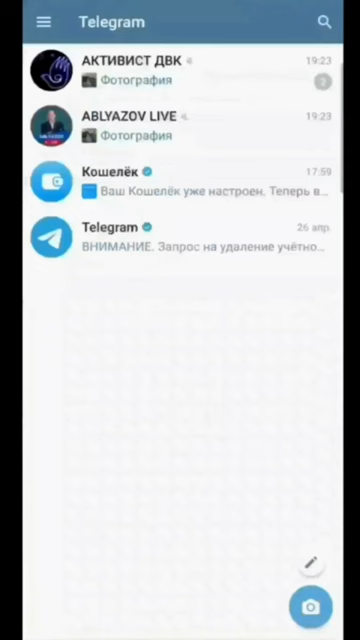 Telegram
АКТИВИСТ ДВК 19:23
Фотография 2
ABLYAZOV LIVE 19:23
Фотография
Кошелёк 17:59
Ваш Кошелёк уже настроен. Теперь в...
Telegram 26 апр.
ВНИМАНИЕ. Запрос на удаление учётно...